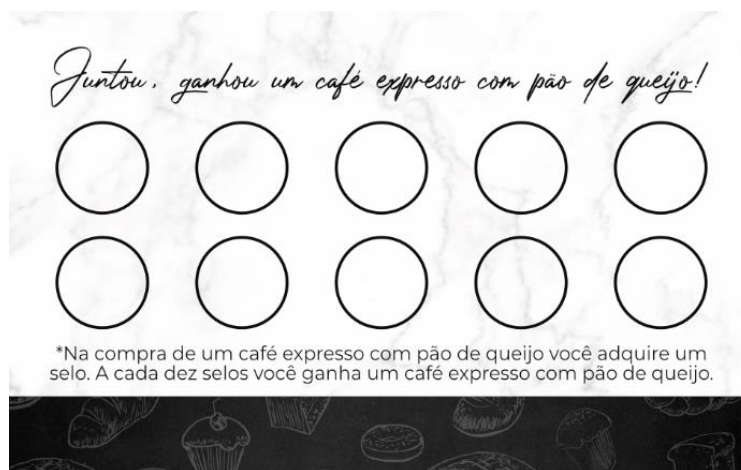 Juntou, ganhou um café expresso com pão de queijo!
*Na compra de um café expresso com pão de queijo você adquire um
selo. A cada dez selos você ganha um café expresso com pão de queijo.